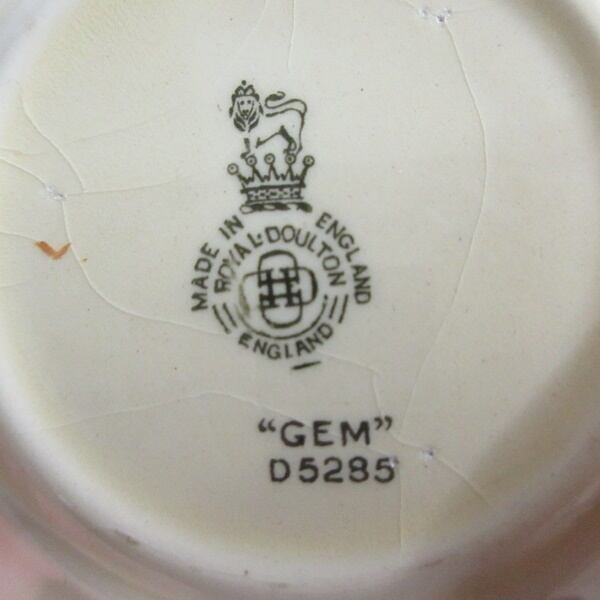 MADE IN ENGLAND
ROYAL·DOULTON
ENGLAND
"GEM"
D5285